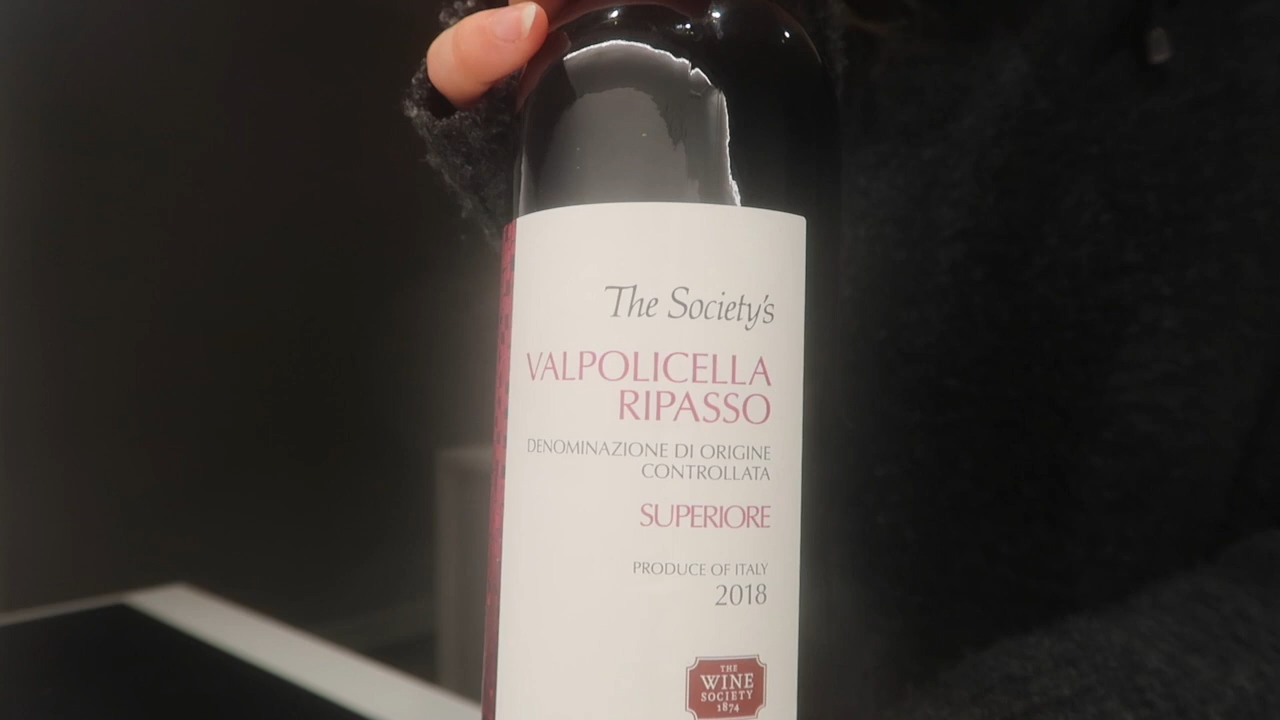 The Society's
VALPOLICELLA
RIPASSO
DENOMINAZIONE DI ORIGINE
CONTROLLATA
SUPERIORE
PRODUCE OF ITALY
2018
THE
WINE
SOCIETY
1874